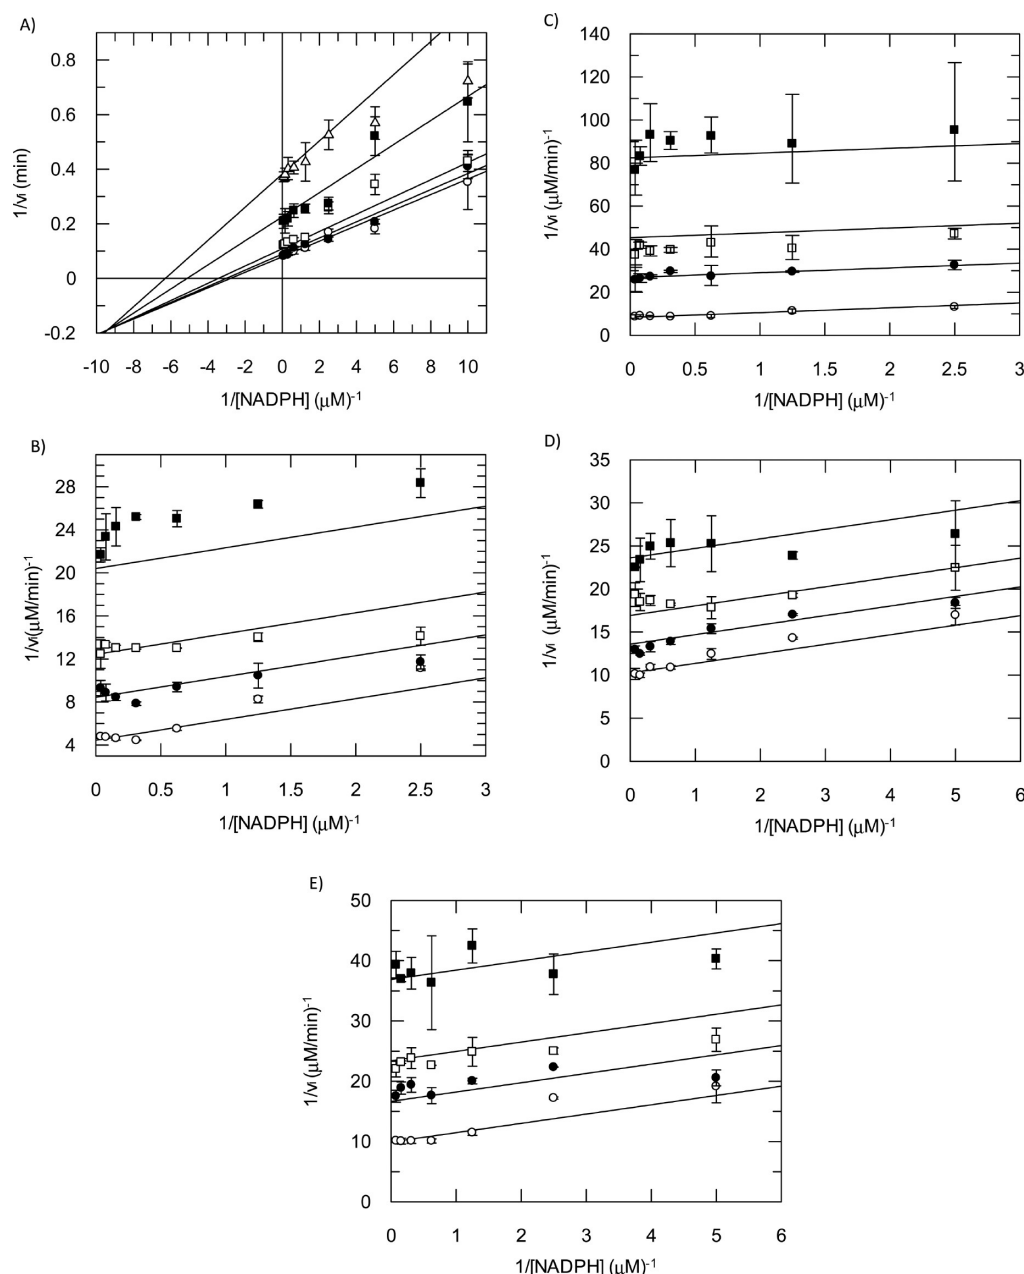 A)
0.8
0.6
0.4
0.2
0
-0.2
1/vi (min)
-10 -8 -6 -4 -2 0 2 4 6 8 10
1/[NADPH] (μM)-1
C)
140
120
100
80
60
40
20
0
1/vi (μM/min)-1
0 0.5 1 1.5 2 2.5 3
1/[NADPH] (μM)-1
B)
28
24
20
16
12
8
4
1/vi(μM/min)-1
0 0.5 1 1.5 2 2.5 3
1/[NADPH] (μM)-1
D)
35
30
25
20
15
10
5
0
1/vi (μM/min)-1
0 1 2 3 4 5 6
1/[NADPH] (μM)-1
E)
50
40
30
20
10
0
1/vi (μM/min)-1
0 1 2 3 4 5 6
1/[NADPH] (μM)-1